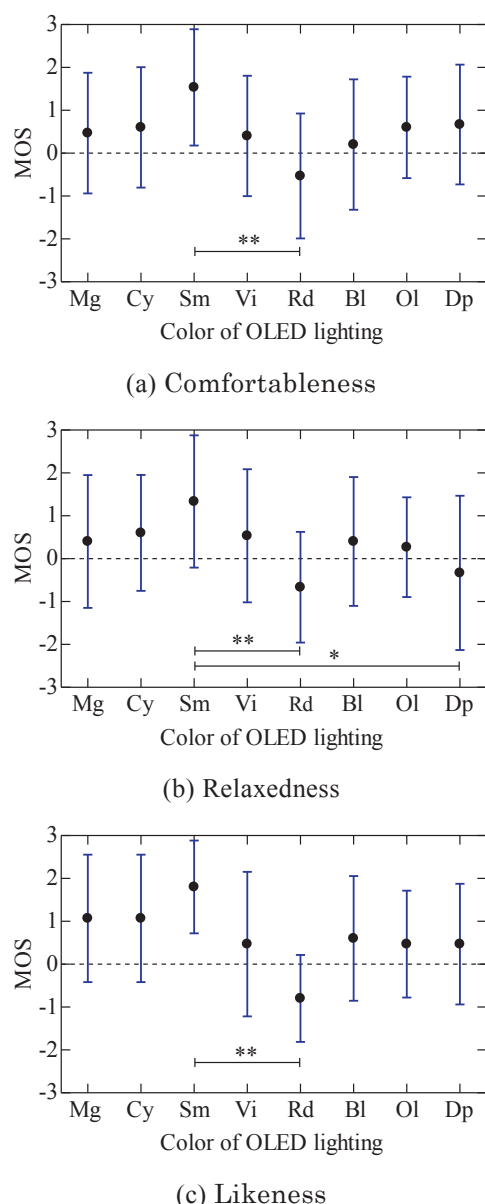 3
2
1
0
-1
-2
-3
MOS
**
Mg Cy Sm Vi Rd Bl Ol Dp
Color of OLED lighting
(a) Comfortableness
3
2
1
0
-1
-2
-3
MOS
**
*
Mg Cy Sm Vi Rd Bl Ol Dp
Color of OLED lighting
(b) Relaxedness
3
2
1
0
-1
-2
-3
MOS
**
Mg Cy Sm Vi Rd Bl Ol Dp
Color of OLED lighting
(c) Likeness